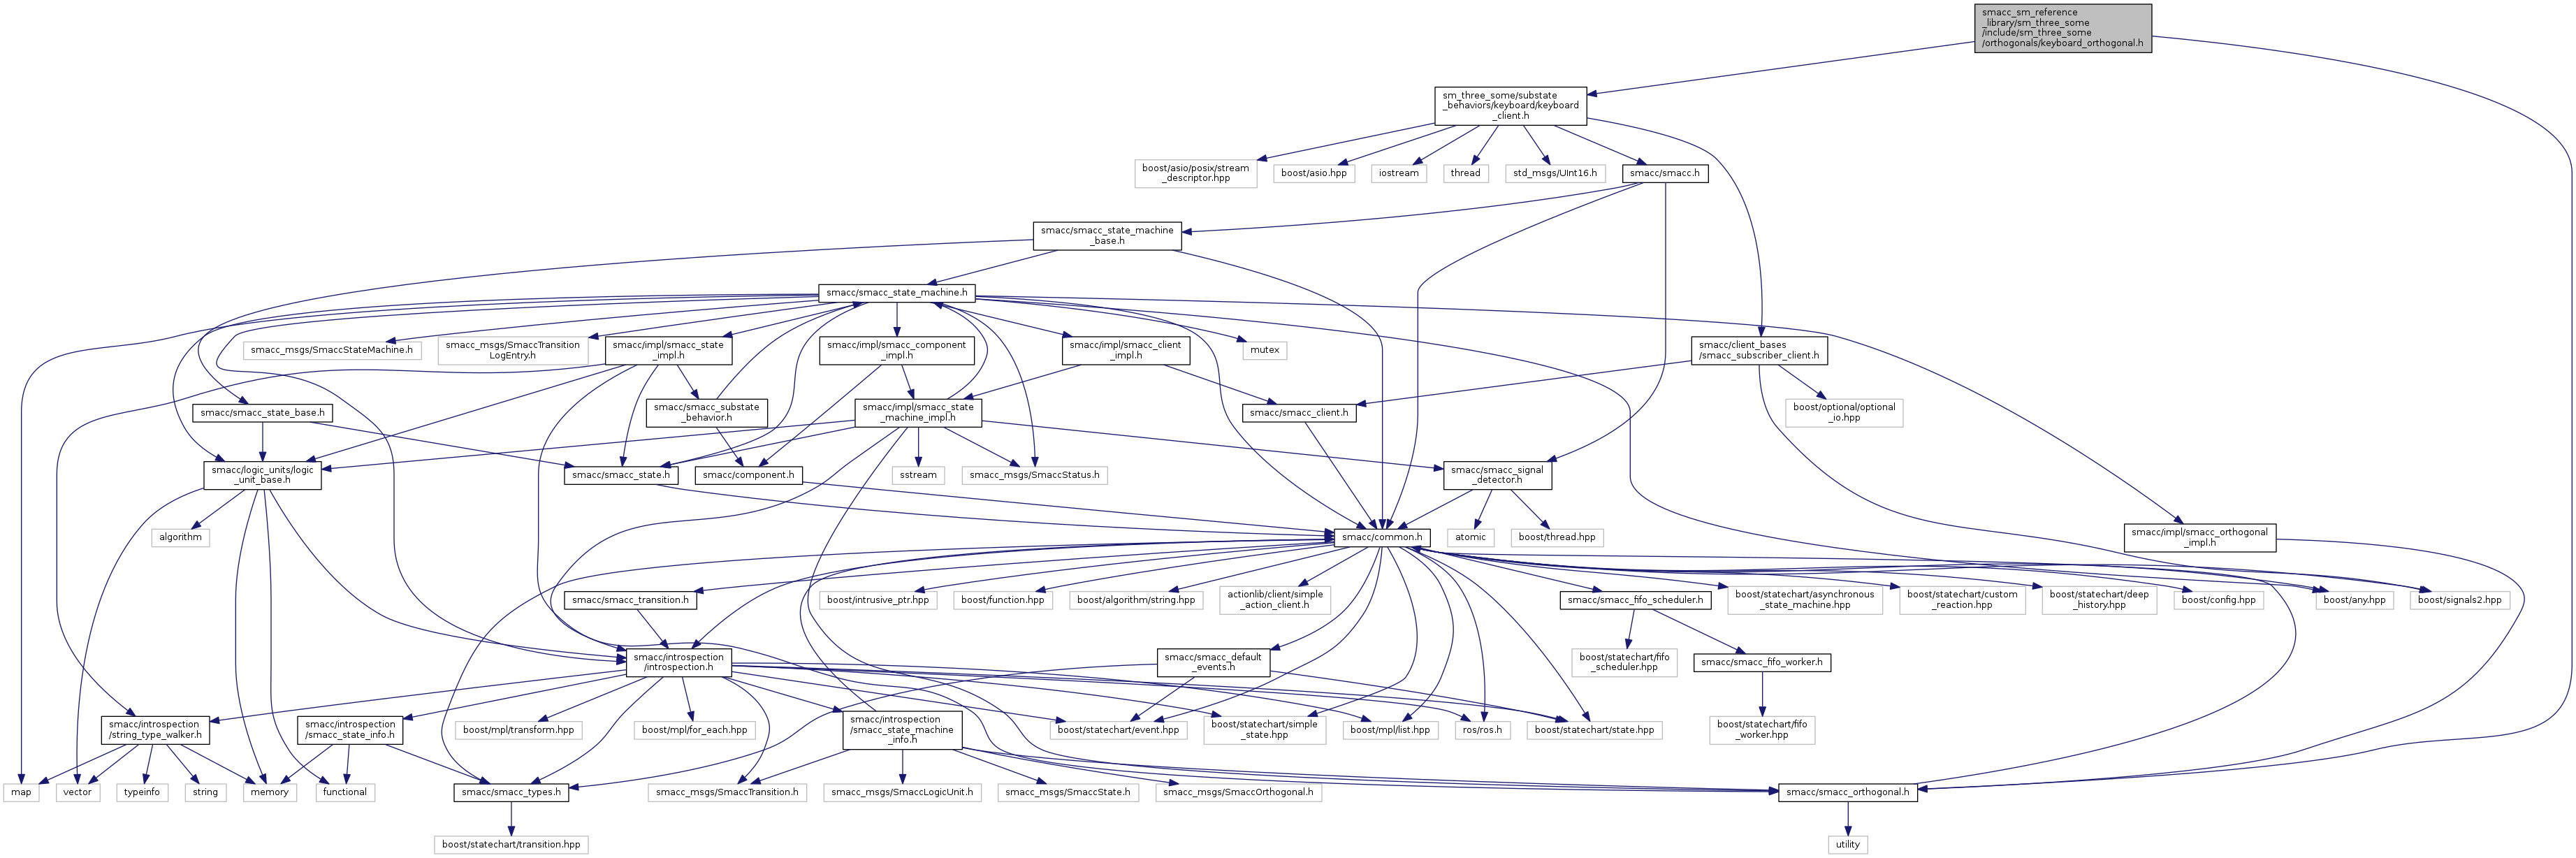 smacc_sm_reference
_library/sm_three_some
/include/sm_three_some
/orthogonals/keyboard_orthogonal.h
sm_three_some/substate
_behaviors/keyboard/keyboard
_client.h
boost/asio/posix/stream
_descriptor.hpp
boost/asio.hpp
iostream
thread
std_msgs/UInt16.h
smacc/smacc.h
smacc/smacc_state_machine
_base.h
smacc/smacc_state_machine.h
smacc_msgs/SmaccStateMachine.h
smacc_msgs/SmaccTransition
LogEntry.h
smacc/impl/smacc_state
_impl.h
smacc/impl/smacc_component
_impl.h
smacc/impl/smacc_client
_impl.h
mutex
smacc/client_bases
/smacc_subscriber_client.h
smacc/smacc_state_base.h
smacc/smacc_substate
_behavior.h
smacc/impl/smacc_state
_machine_impl.h
smacc/smacc_client.h
boost/optional/optional
_io.hpp
smacc/logic_units/logic
_unit_base.h
smacc/smacc_state.h
smacc/component.h
sstream
smacc_msgs/SmaccStatus.h
smacc/smacc_signal
_detector.h
algorithm
smacc/common.h
atomic
boost/thread.hpp
smacc/impl/smacc_orthogonal
_impl.h
smacc/smacc_transition.h
boost/intrusive_ptr.hpp
boost/function.hpp
boost/algorithm/string.hpp
actionlib/client/simple
_action_client.h
smacc/smacc_fifo_scheduler.h
boost/statechart/asynchronous
_state_machine.hpp
boost/statechart/custom
_reaction.hpp
boost/statechart/deep
_history.hpp
boost/config.hpp
boost/any.hpp
boost/signals2.hpp
smacc/introspection
/introspection.h
smacc/smacc_default
_events.h
boost/statechart/fifo
_scheduler.hpp
smacc/smacc_fifo_worker.h
smacc/introspection
/string_type_walker.h
smacc/introspection
/smacc_state_info.h
boost/mpl/transform.hpp
boost/mpl/for_each.hpp
smacc/introspection
/smacc_state_machine
_info.h
boost/statechart/event.hpp
boost/statechart/simple
_state.hpp
boost/mpl/list.hpp
ros/ros.h
boost/statechart/state.hpp
boost/statechart/fifo
_worker.hpp
map
vector
typeinfo
string
memory
functional
smacc/smacc_types.h
smacc_msgs/SmaccTransition.h
smacc_msgs/SmaccLogicUnit.h
smacc_msgs/SmaccState.h
smacc_msgs/SmaccOrthogonal.h
smacc/smacc_orthogonal.h
boost/statechart/transition.hpp
utility